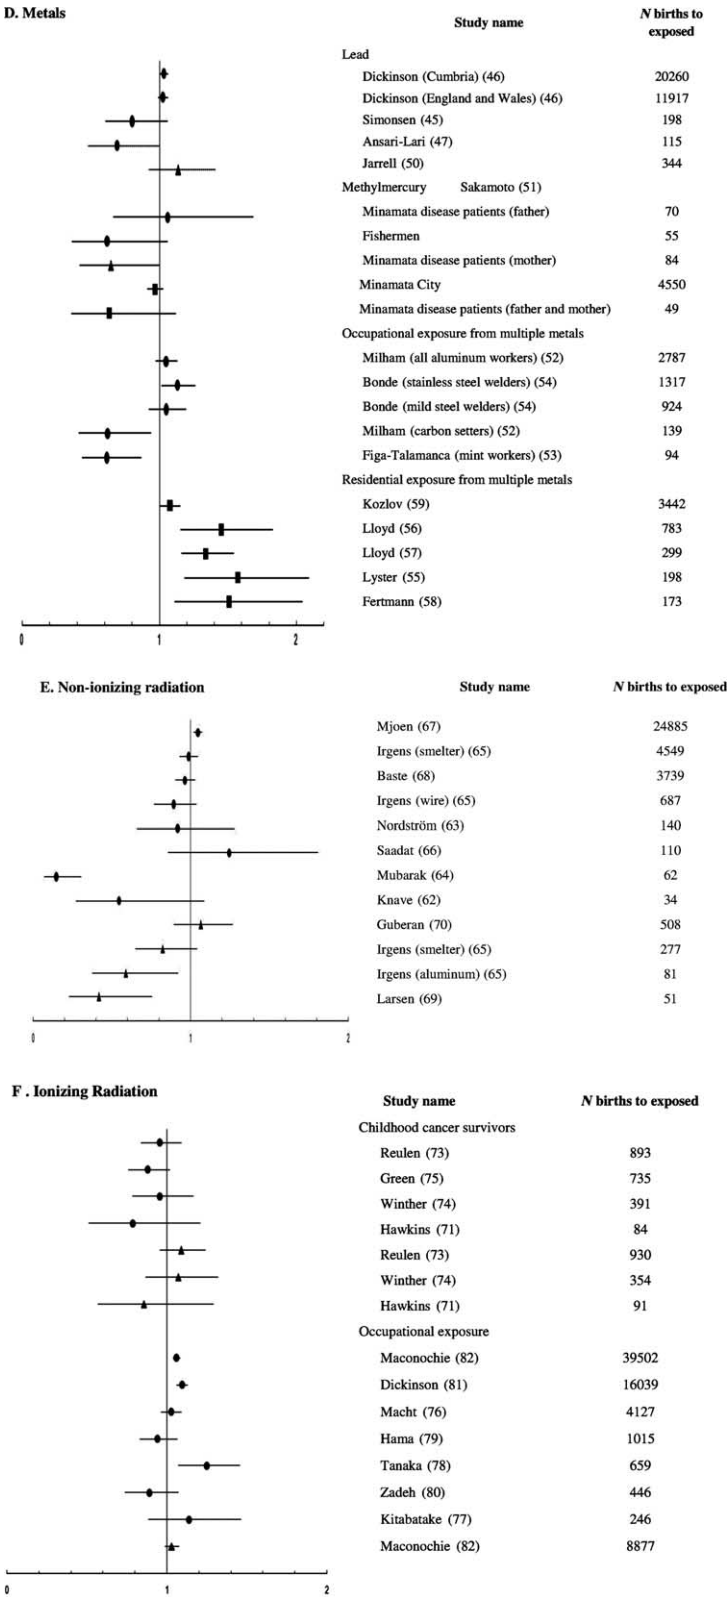 D. Metals
Study name N births to exposed
Lead
Dickinson (Cumbria) (46) 20260
Dickinson (England and Wales) (46) 11917
Simonsen (45) 198
Ansari-Lari (47) 115
Jarrell (50) 344
Methylmercury Sakamoto (51)
Minamata disease patients (father) 70
Fishermen 55
Minamata disease patients (mother) 84
Minamata City 4550
Minamata disease patients (father and mother) 49
Occupational exposure from multiple metals
Milham (all aluminum workers) (52) 2787
Bonde (stainless steel welders) (54) 1317
Bonde (mild steel welders) (54) 924
Milham (carbon setters) (52) 139
Figa-Talamanca (mint workers) (53) 94
Residential exposure from multiple metals
Kozlov (59) 3442
Lloyd (56) 783
Lloyd (57) 299
Lyster (55) 198
Fertmann (58) 173
0 1 2
E. Non-ionizing radiation
Study name N births to exposed
Mjoen (67) 24885
Irgens (smelter) (65) 4549
Baste (68) 3739
Irgens (wire) (65) 687
Nordström (63) 140
Saadat (66) 110
Mubarak (64) 62
Knave (62) 34
Guberan (70) 508
Irgens (smelter) (65) 277
Irgens (aluminum) (65) 81
Larsen (69) 51
0 1 2
F . Ionizing Radiation
Study name N births to exposed
Childhood cancer survivors
Reulen (73) 893
Green (75) 735
Winther (74) 391
Hawkins (71) 84
Reulen (73) 930
Winther (74) 354
Hawkins (71) 91
Occupational exposure
Maconochie (82) 39502
Dickinson (81) 16039
Macht (76) 4127
Hama (79) 1015
Tanaka (78) 659
Zadeh (80) 446
Kitabatake (77) 246
Maconochie (82) 8877
0 1 2